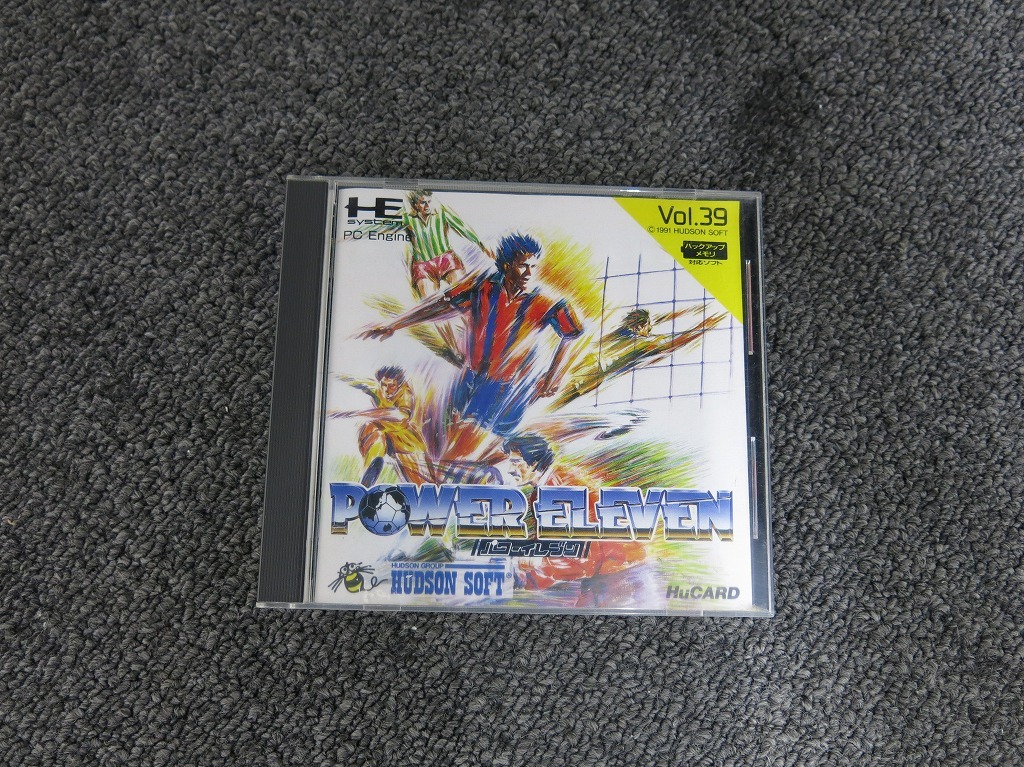 HE
system
PC Engine
Vol.39
©1991 HUDSON SOFT
バックアップ
メモリ
対応ソフト
POWER ELEVEN
パワーイレブン
HUDSON GROUP
HUDSON SOFT®
HuCARD